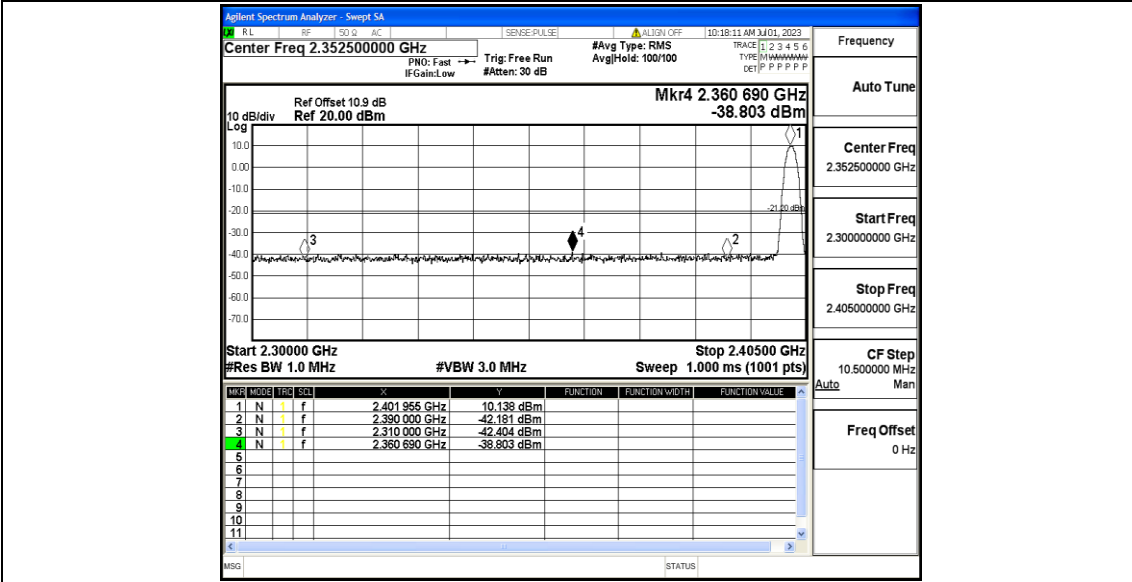 Agilent Spectrum Analyzer - Swept SA
RL RF 50 Ω AC SENSE:PULSE ALIGN OFF 10:18:11 AM Jul 01, 2023
Center Freq 2.352500000 GHz
PNO: Fast
IFGain:Low
Trig: Free Run
#Atten: 30 dB
#Avg Type: RMS
Avg|Hold: 100/100
TRACE 1 2 3 4 5 6
TYPE M
DET P P P P P P
Ref Offset 10.9 dB
Ref 20.00 dBm
10 dB/div
Log
Mkr4 2.360 690 GHz
-38.803 dBm
10.0
0.00
-10.0
-20.0
-30.0
-40.0
-50.0
-60.0
-70.0
1
-21.20 dBm
3
4
2
Start 2.30000 GHz
Stop 2.40500 GHz
#Res BW 1.0 MHz
#VBW 3.0 MHz
Sweep 1.000 ms (1001 pts)
MKR MODE TRC SCL X Y FUNCTION FUNCTION WIDTH FUNCTION VALUE
1 N f 2.401 955 GHz 10.138 dBm
2 N f 2.390 000 GHz -42.181 dBm
3 N f 2.310 000 GHz -42.404 dBm
4 N f 2.360 690 GHz -38.803 dBm
5
6
7
8
9
10
11
MSG
STATUS
Frequency
Auto Tune
Center Freq
2.352500000 GHz
Start Freq
2.300000000 GHz
Stop Freq
2.405000000 GHz
CF Step
10.500000 MHz
Auto Man
Freq Offset
0 Hz